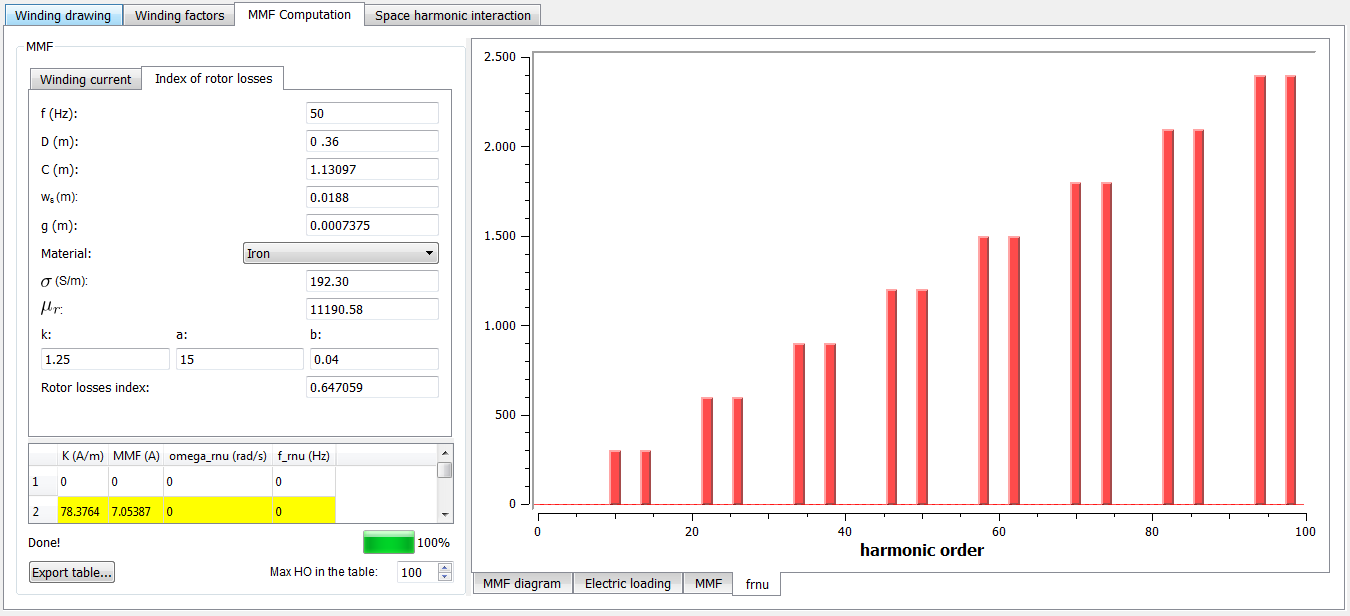 Winding drawing Winding factors MMF Computation Space harmonic interaction
MMF
Winding current Index of rotor losses
f (Hz): 50
D (m): 0 .36
C (m): 1.13097
ws (m): 0.0188
g (m): 0.0007375
Material: Iron
σ (S/m): 192.30
μr: 11190.58
k: a: b:
1.25 15 0.04
Rotor losses index: 0.647059
K (A/m) MMF (A) omega_rnu (rad/s) f_rnu (Hz)
1 0 0 0 0
2 78.3764 7.05387 0 0
Done! 100%
Export table... Max HO in the table: 100
2.500
2.000
1.500
1.000
500
0
0 20 40 60 80 100
harmonic order
MMF diagram Electric loading MMF frnu